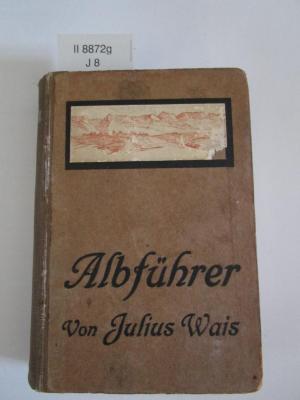 II 8872g
J 8
Albführer
Von Julius Wais